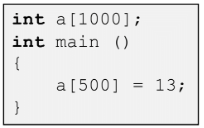 int a[1000];
int main ()
{
    a[500] = 13;
}